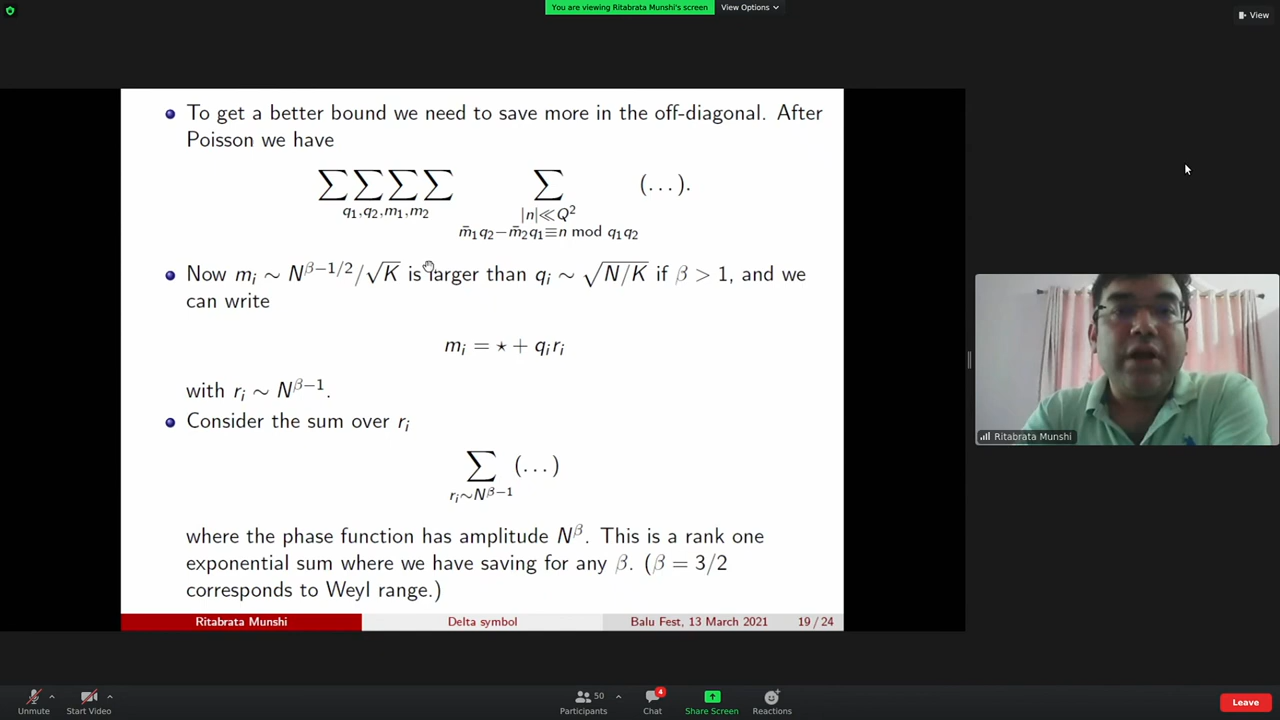 You are viewing Ritabrata Munshi's screen
View Options
View
To get a better bound we need to save more in the off-diagonal. After
Poisson we have
∑∑∑∑ ∑ (...).
q₁,q₂,m₁,m₂ |n|≪Q²
m̄₁q₂−m̄₂q₁≡n mod q₁q₂
Now mᵢ ∼ N^{β−1/2}/√K is larger than qᵢ ∼ √(N/K) if β > 1, and we
can write
mᵢ = ⋆ + qᵢrᵢ
with rᵢ ∼ N^{β−1}.
Consider the sum over rᵢ
∑ (...)
rᵢ∼N^{β−1}
where the phase function has amplitude N^β. This is a rank one
exponential sum where we have saving for any β. (β = 3/2
corresponds to Weyl range.)
Ritabrata Munshi Delta symbol Balu Fest, 13 March 2021 19 / 24
Ritabrata Munshi
Unmute
Start Video
50
Participants
4
Chat
Share Screen
Reactions
Leave